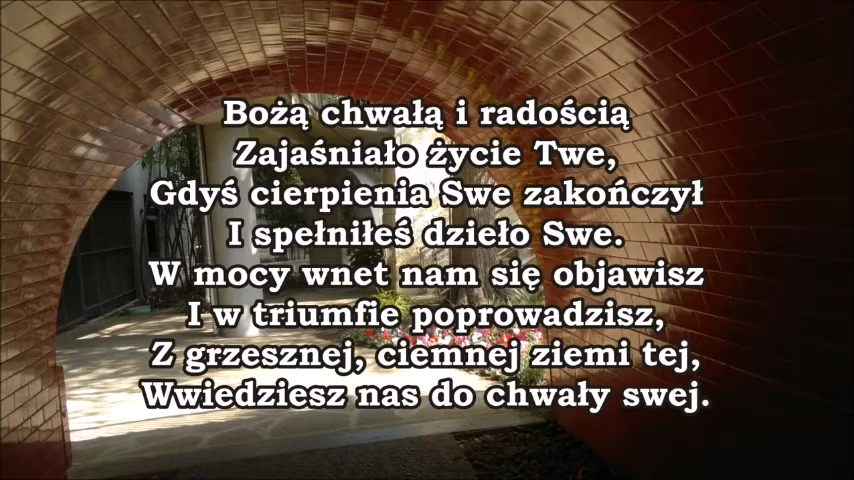 Bożą chwałą i radością
Zajaśniało życie Twe,
Gdyś cierpienia Swe zakończył
I spełniłeś dzieło Swe.
W mocy wnet nam się objawisz
I w triumfie poprowadzisz,
Z grzesznej, ciemnej ziemi tej,
Wwiedziesz nas do chwały swej.